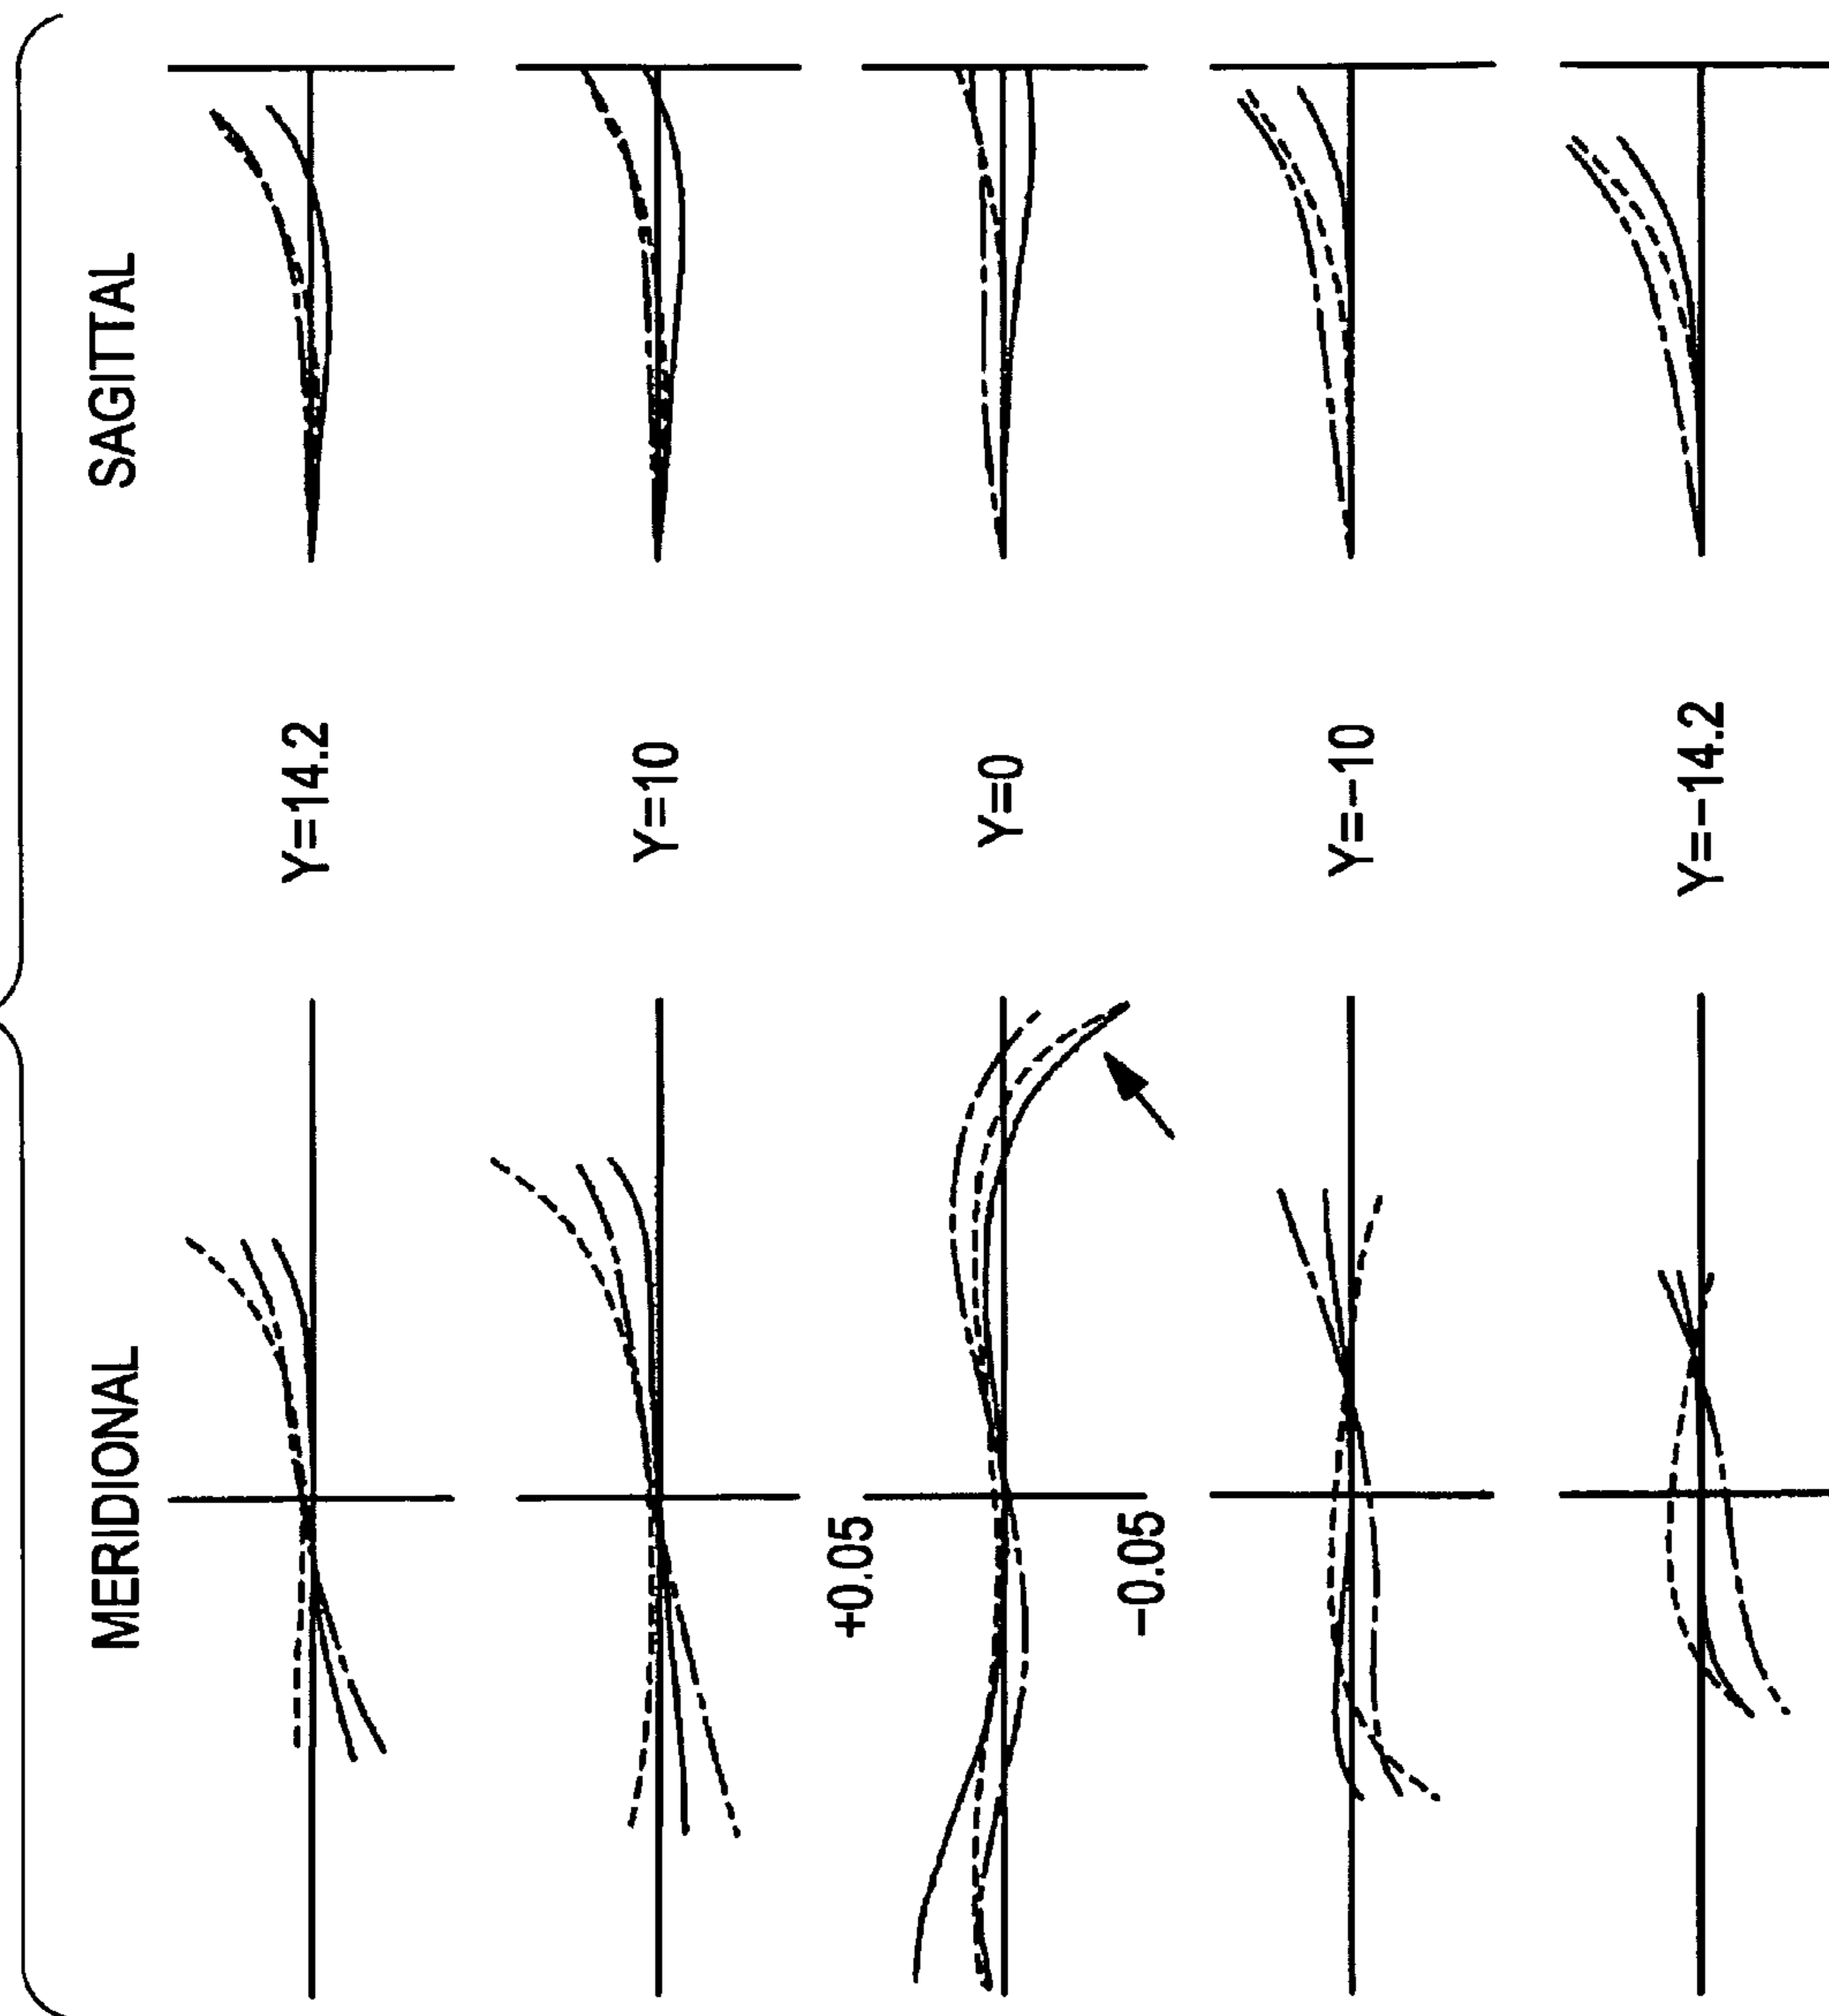 MERIDIONAL
SAGITTAL
Y=14.2
Y=10
Y=0
+0.05
-0.05
Y=-10
Y=-14.2